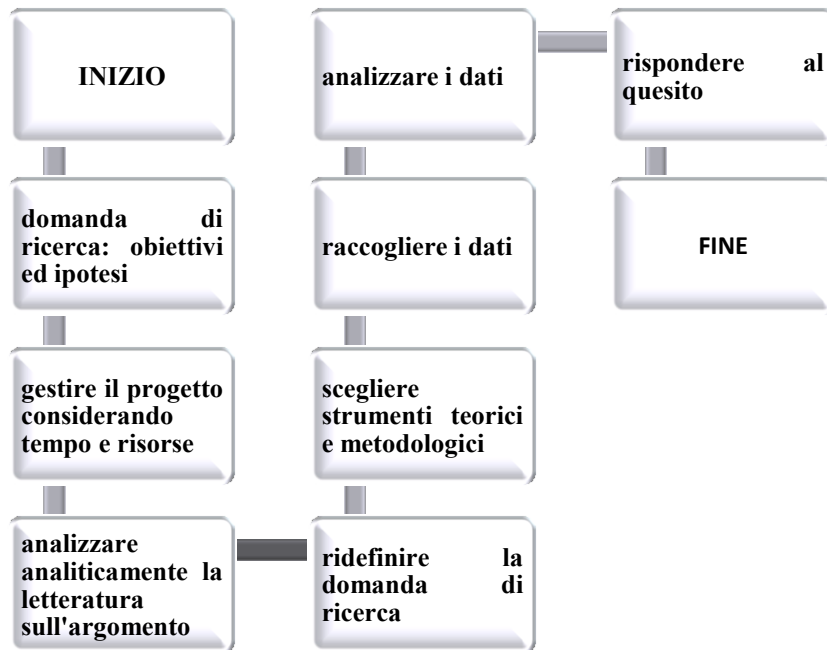 INIZIO
domanda di
ricerca: obiettivi
ed ipotesi
gestire il progetto
considerando
tempo e risorse
analizzare
analiticamente la
letteratura
sull'argomento
ridefinire la
domanda di
ricerca
scegliere
strumenti teorici
e metodologici
raccogliere i dati
analizzare i dati
rispondere al
quesito
FINE